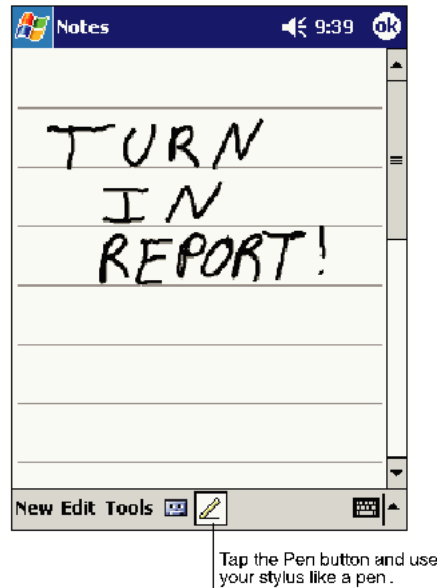 Notes 9:39 ok
TURN
IN
REPORT!
New Edit Tools
Tap the Pen button and use
your stylus like a pen.